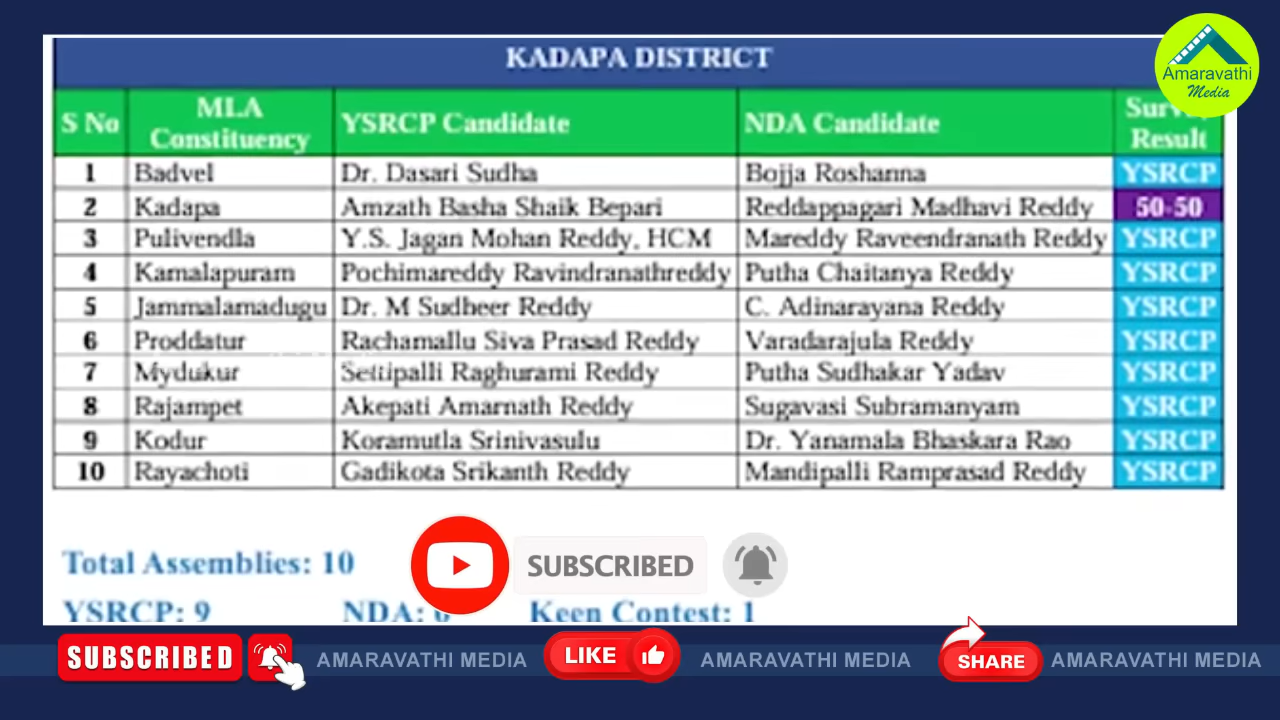 KADAPA DISTRICT
Amaravathi
Media
S No MLA Constituency YSRCP Candidate NDA Candidate Result
1 Badvel Dr. Dasari Sudha Bojja Roshanna YSRCP
2 Kadapa Amzath Basha Shaik Bepari Reddappagari Madhavi Reddy 50-50
3 Pulivendla Y.S. Jagan Mohan Reddy, HCM Mareddy Raveendranath Reddy YSRCP
4 Kamalapuram Pochimareddy Ravindranathreddy Putha Chaitanya Reddy YSRCP
5 Jammalamadugu Dr. M Sudheer Reddy C. Adinarayana Reddy YSRCP
6 Proddatur Rachamallu Siva Prasad Reddy Varadarajula Reddy YSRCP
7 Mydukur Settipalli Raghurami Reddy Putha Sudhakar Yadav YSRCP
8 Rajampet Akepati Amarnath Reddy Sugavasi Subramanyam YSRCP
9 Kodur Koramutla Srinivasulu Dr. Yanamala Bhaskara Rao YSRCP
10 Rayachoti Gadikota Srikanth Reddy Mandipalli Ramprasad Reddy YSRCP
Total Assemblies: 10
SUBSCRIBED
YSRCP: 9 NDA: Keen Contest: 1
SUBSCRIBED AMARAVATHI MEDIA LIKE AMARAVATHI MEDIA SHARE AMARAVATHI MEDIA